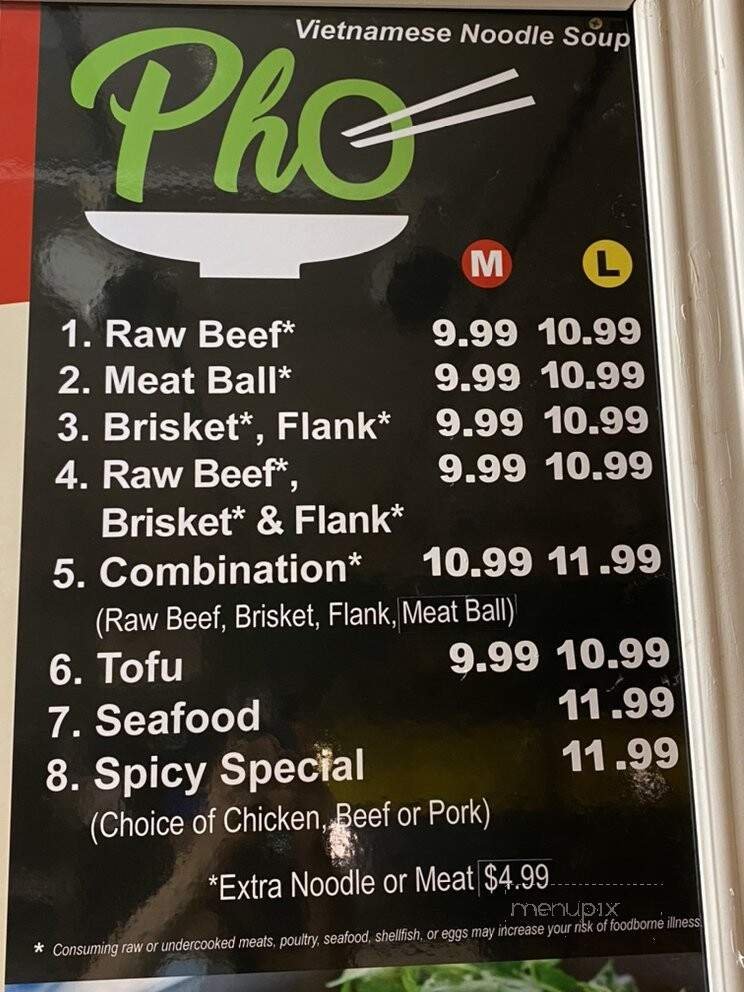 Vietnamese Noodle Soup
Pho
M L
1. Raw Beef* 9.99 10.99
2. Meat Ball* 9.99 10.99
3. Brisket*, Flank* 9.99 10.99
4. Raw Beef*, 9.99 10.99
Brisket* & Flank*
5. Combination* 10.99 11.99
(Raw Beef, Brisket, Flank, Meat Ball)
6. Tofu 9.99 10.99
7. Seafood 11.99
8. Spicy Special 11.99
(Choice of Chicken, Beef or Pork)
*Extra Noodle or Meat $4.99
menupix
* Consuming raw or undercooked meats, poultry, seafood, shellfish, or eggs may increase your risk of foodborne illness.